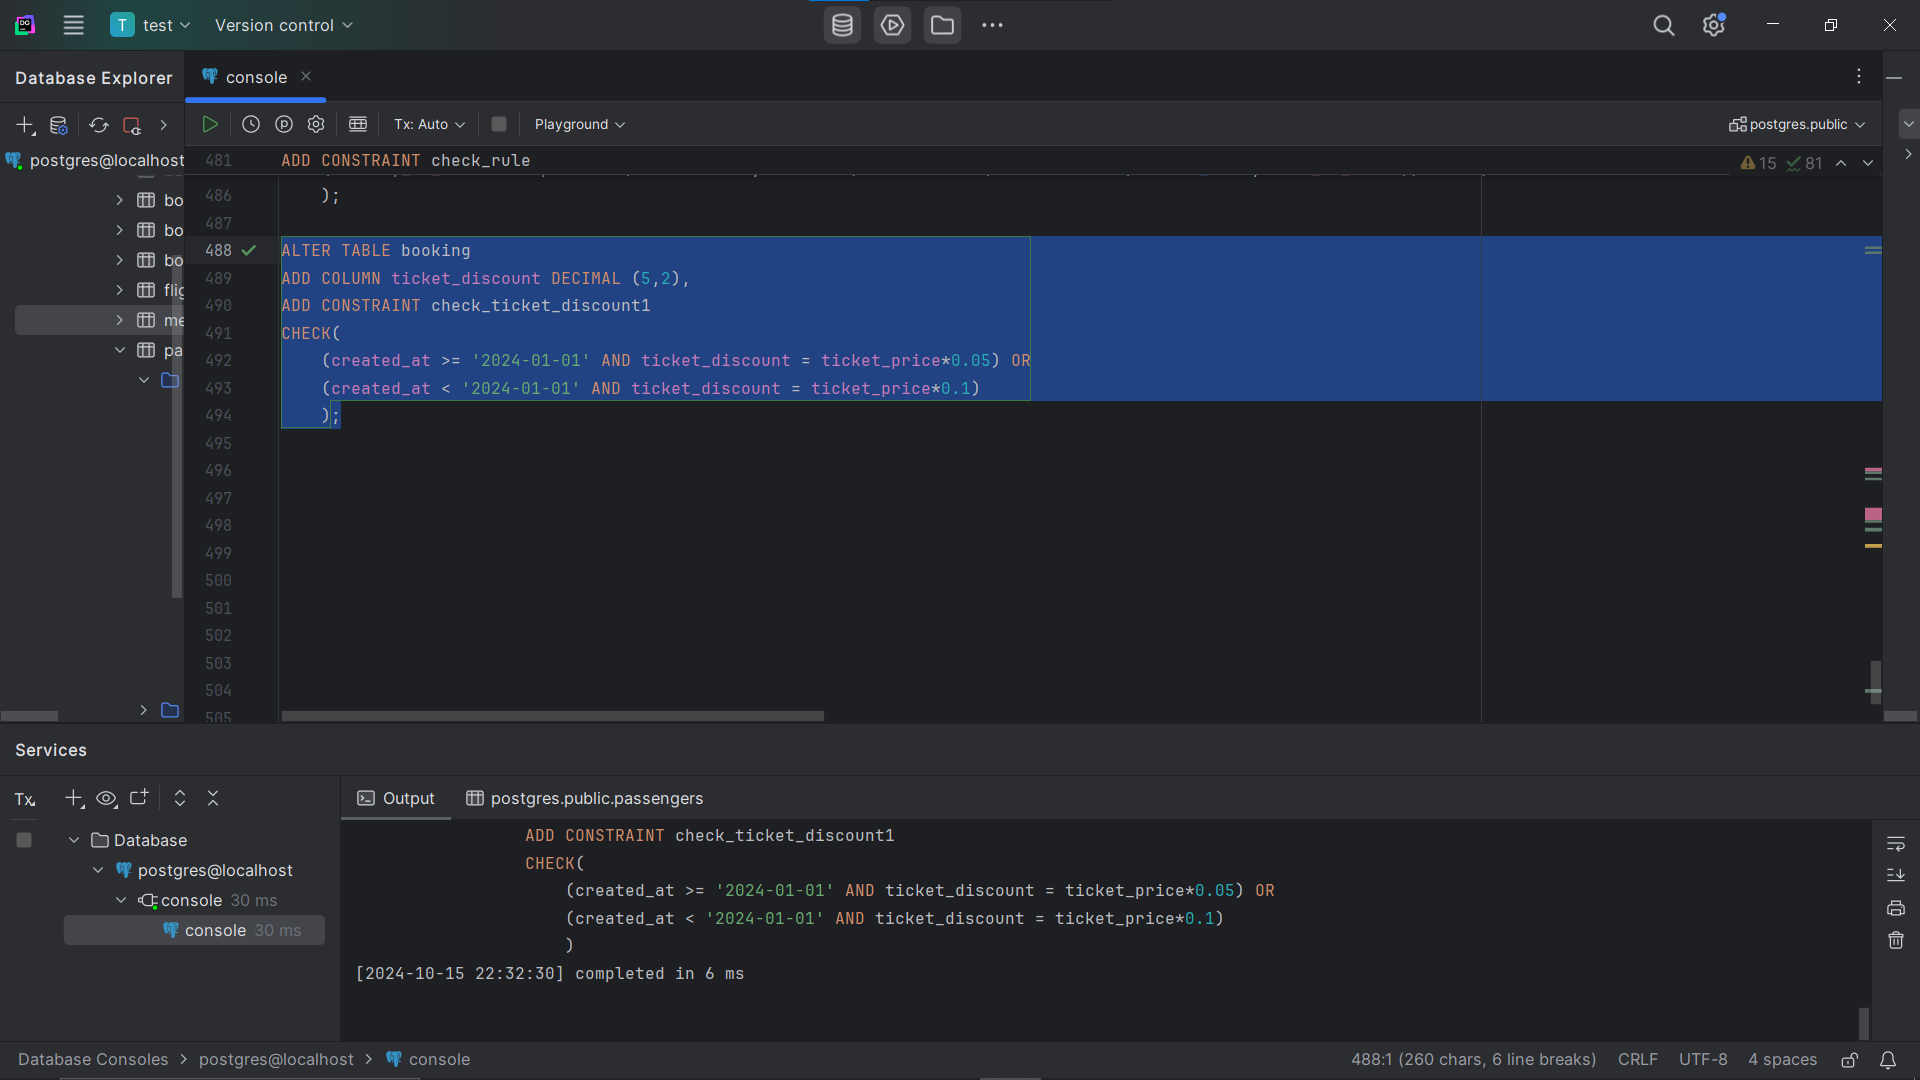 T test Version control
Database Explorer
console
Tx: Auto Playground postgres.public
postgres@localhost
481 ADD CONSTRAINT check_rule
15 81
486 );
bo
487
bo
488 ALTER TABLE booking
bo
489 ADD COLUMN ticket_discount DECIMAL (5,2),
flig
490 ADD CONSTRAINT check_ticket_discount1
me
491 CHECK(
pa
492 (created_at >= '2024-01-01' AND ticket_discount = ticket_price*0.05) OR
493 (created_at < '2024-01-01' AND ticket_discount = ticket_price*0.1)
494 );
495
496
497
498
499
500
501
502
503
504
505
Services
Tx
Output postgres.public.passengers
Database
postgres@localhost
console 30 ms
console 30 ms
ADD CONSTRAINT check_ticket_discount1
CHECK(
(created_at >= '2024-01-01' AND ticket_discount = ticket_price*0.05) OR
(created_at < '2024-01-01' AND ticket_discount = ticket_price*0.1)
)
[2024-10-15 22:32:30] completed in 6 ms
Database Consoles > postgres@localhost > console
488:1 (260 chars, 6 line breaks) CRLF UTF-8 4 spaces